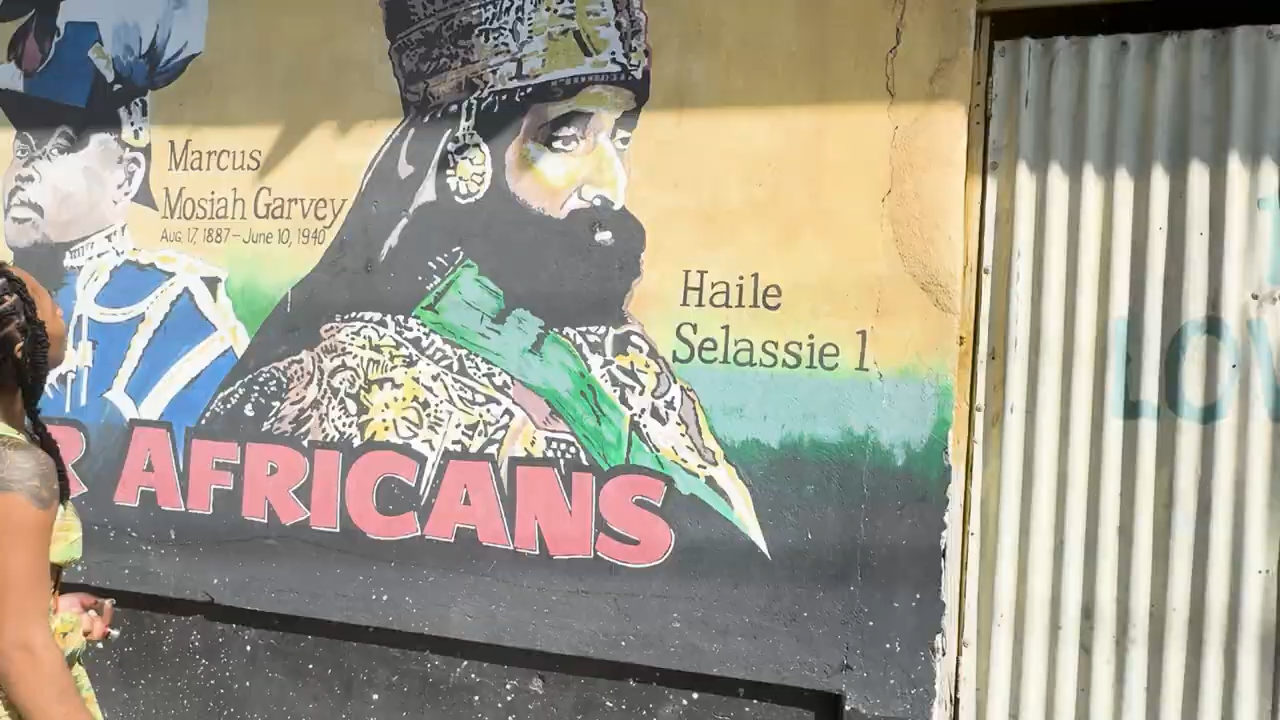 Marcus
Mosiah Garvey
Aug. 17, 1887 – June 10, 1940
Haile
Selassie 1
AFRICANS